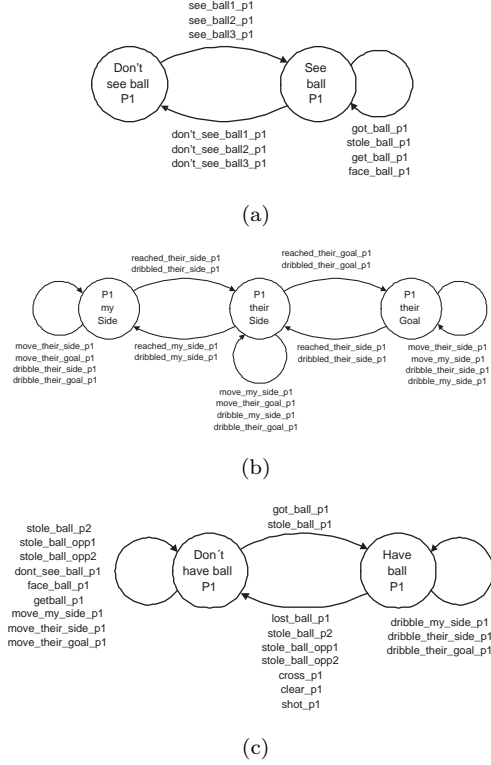 see_ball1_p1
see_ball2_p1
see_ball3_p1
Don't
see ball
P1
See
ball
P1
don't_see_ball1_p1
don't_see_ball2_p1
don't_see_ball3_p1
got_ball_p1
stole_ball_p1
get_ball_p1
face_ball_p1
(a)
reached_their_side_p1
dribbled_their_side_p1
reached_their_goal_p1
dribbled_their_goal_p1
P1
my
Side
P1
their
Side
P1
their
Goal
move_their_side_p1
move_their_goal_p1
dribble_their_side_p1
dribble_their_goal_p1
reached_my_side_p1
dribbled_my_side_p1
reached_their_side_p1
dribbled_their_side_p1
move_their_side_p1
move_my_side_p1
dribble_their_side_p1
dribble_my_side_p1
move_my_side_p1
move_their_goal_p1
dribble_my_side_p1
dribble_their_goal_p1
(b)
stole_ball_p2
stole_ball_opp1
stole_ball_opp2
dont_see_ball_p1
face_ball_p1
getball_p1
move_my_side_p1
move_their_side_p1
move_their_goal_p1
got_ball_p1
stole_ball_p1
Don´t
have ball
P1
Have
ball
P1
lost_ball_p1
stole_ball_p2
stole_ball_opp1
stole_ball_opp2
cross_p1
clear_p1
shot_p1
dribble_my_side_p1
dribble_their_side_p1
dribble_their_goal_p1
(c)